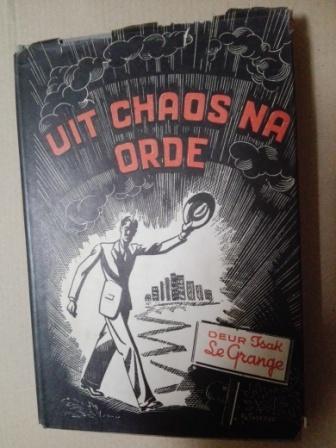 UIT CHAOS NA
ORDE
DEUR Isak
Le Grange